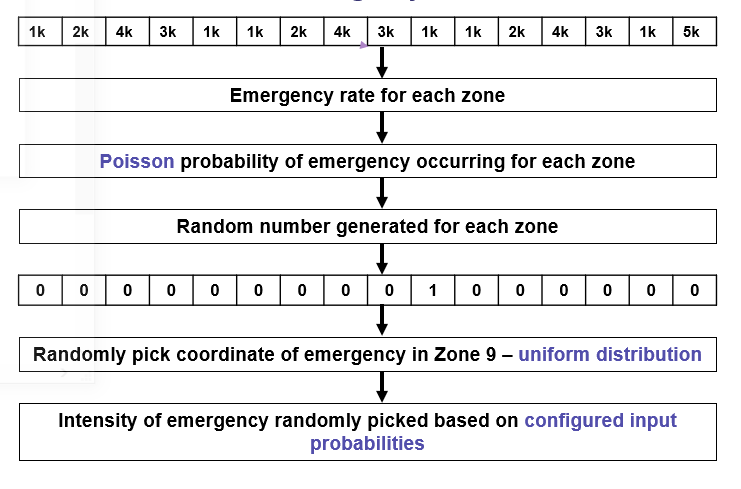 1k 2k 4k 3k 1k 1k 2k 4k 3k 1k 1k 2k 4k 3k 1k 5k
Emergency rate for each zone
Poisson probability of emergency occurring for each zone
Random number generated for each zone
0 0 0 0 0 0 0 0 0 1 0 0 0 0 0 0
Randomly pick coordinate of emergency in Zone 9 – uniform distribution
Intensity of emergency randomly picked based on configured input
probabilities